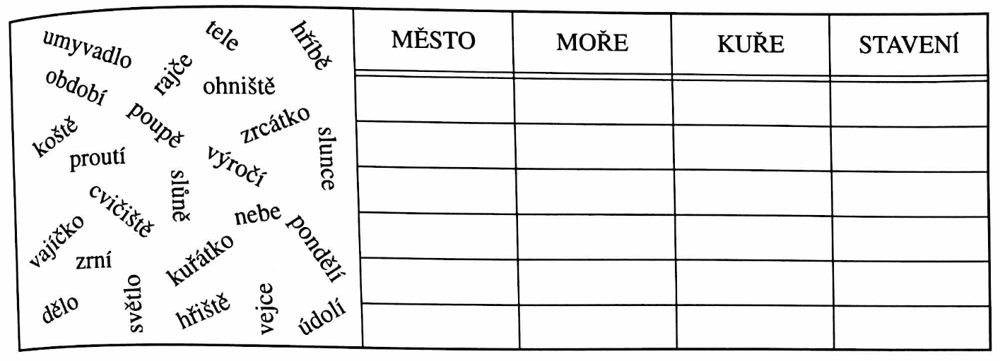 umyvadlo
tele
hříbě
období
rajče
ohniště
koště
poupě
zrcátko
slunce
proutí
výročí
slůně
cvičiště
nebe
pondělí
vajíčko
zrní
kuřátko
dělo
světlo
hřiště
vejce
údolí
MĚSTO MOŘE KUŘE STAVENÍ